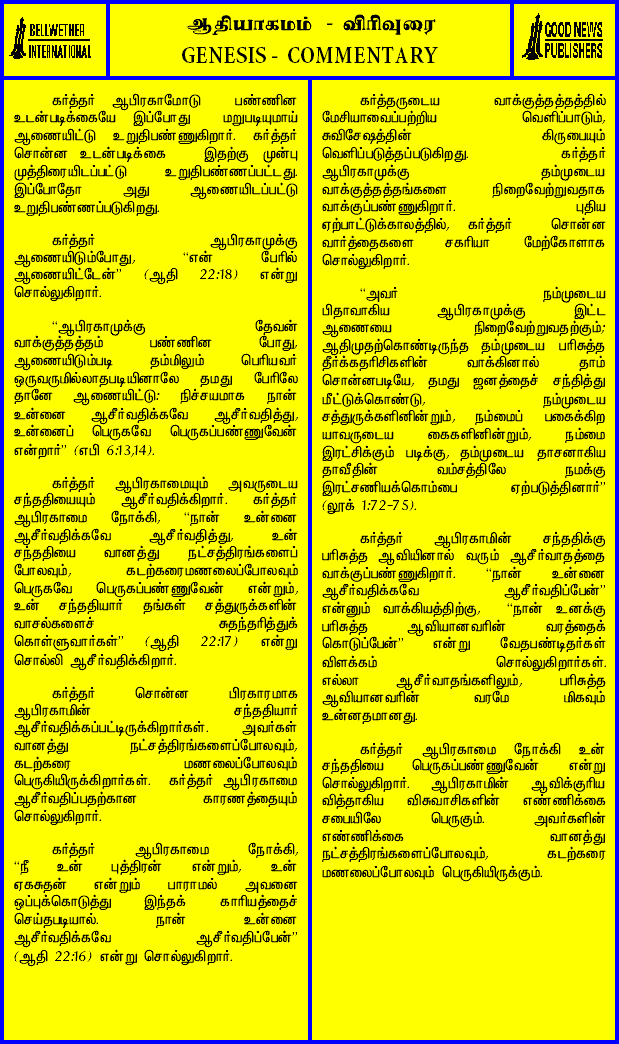 BELLWETHER
INTERNATIONAL
ஆதியாகமம் - விரிவுரை
GENESIS - COMMENTARY
GOOD NEWS
PUBLISHERS
கர்த்தர் ஆபிரகாமோடு பண்ணின
உடன்படிக்கையே இப்போது மறுபடியுமாய்
ஆணையிட்டு உறுதிபண்ணுகிறார். கர்த்தர்
சொன்ன உடன்படிக்கை இதற்கு முன்பு
முத்திரையிடப்பட்டு உறுதிபண்ணப்பட்டது.
இப்போதோ அது ஆணையிடப்பட்டு
உறுதிபண்ணப்படுகிறது.
கர்த்தர் ஆபிரகாமுக்கு
ஆணையிடும்போது, “என் பேரில்
ஆணையிட்டேன்” (ஆதி 22:18) என்று
சொல்லுகிறார்.
“ஆபிரகாமுக்கு தேவன்
வாக்குத்தத்தம் பண்ணின போது,
ஆணையிடும்படி தம்மிலும் பெரியவர்
ஒருவருமில்லாதபடியினாலே தமது பேரிலே
தானே ஆணையிட்டு: நிச்சயமாக நான்
உன்னை ஆசீர்வதிக்கவே ஆசீர்வதித்து,
உன்னைப் பெருகவே பெருகப்பண்ணுவேன்
என்றார்” (எபி 6:13,14).
கர்த்தர் ஆபிரகாமையும் அவருடைய
சந்ததியையும் ஆசீர்வதிக்கிறார். கர்த்தர்
ஆபிரகாமை நோக்கி, “நான் உன்னை
ஆசீர்வதிக்கவே ஆசீர்வதித்து, உன்
சந்ததியை வானத்து நட்சத்திரங்களைப்
போலவும், கடற்கரைமணலைப்போலவும்
பெருகவே பெருகப்பண்ணுவேன் என்றும்,
உன் சந்ததியார் தங்கள் சத்துருக்களின்
வாசல்களைச் சுதந்தரித்துக்
கொள்ளுவார்கள்” (ஆதி 22:17) என்று
சொல்லி ஆசீர்வதிக்கிறார்.
கர்த்தர் சொன்ன பிரகாரமாக
ஆபிரகாமின் சந்ததியார்
ஆசீர்வதிக்கப்பட்டிருக்கிறார்கள். அவர்கள்
வானத்து நட்சத்திரங்களைப்போலவும்,
கடற்கரை மணலைப்போலவும்
பெருகியிருக்கிறார்கள். கர்த்தர் ஆபிரகாமை
ஆசீர்வதிப்பதற்கான காரணத்தையும்
சொல்லுகிறார்.
கர்த்தர் ஆபிரகாமை நோக்கி,
“நீ உன் புத்திரன் என்றும், உன்
ஏகசுதன் என்றும் பாராமல் அவனை
ஒப்புக்கொடுத்து இந்தக் காரியத்தைச்
செய்தபடியால். நான் உன்னை
ஆசீர்வதிக்கவே ஆசீர்வதிப்பேன்”
(ஆதி 22:16) என்று சொல்லுகிறார்.
கர்த்தருடைய வாக்குத்தத்தத்தில்
மேசியாவைப்பற்றிய வெளிப்பாடும்,
சுவிசேஷத்தின் கிருபையும்
வெளிப்படுத்தப்படுகிறது. கர்த்தர்
ஆபிரகாமுக்கு தம்முடைய
வாக்குத்தத்தங்களை நிறைவேற்றுவதாக
வாக்குப்பண்ணுகிறார். புதிய
ஏற்பாட்டுக்காலத்தில், கர்த்தர் சொன்ன
வார்த்தைகளை சகரியா மேற்கோளாக
சொல்லுகிறார்.
“அவர் நம்முடைய
பிதாவாகிய ஆபிரகாமுக்கு இட்ட
ஆணையை நிறைவேற்றுவதற்கும்;
ஆதிமுதற்கொண்டிருந்த தம்முடைய பரிசுத்த
தீர்க்கதரிசிகளின் வாக்கினால் தாம்
சொன்னபடியே, தமது ஜனத்தைச் சந்தித்து
மீட்டுக்கொண்டு, நம்முடைய
சத்துருக்களினின்றும், நம்மைப் பகைக்கிற
யாவருடைய கைகளினின்றும், நம்மை
இரட்சிக்கும் படிக்கு, தம்முடைய தாசனாகிய
தாவீதின் வம்சத்திலே நமக்கு
இரட்சணியக்கொம்பை ஏற்படுத்தினார்”
(லூக் 1:72-75).
கர்த்தர் ஆபிரகாமின் சந்ததிக்கு
பரிசுத்த ஆவியினால் வரும் ஆசீர்வாதத்தை
வாக்குப்பண்ணுகிறார். “நான் உன்னை
ஆசீர்வதிக்கவே ஆசீர்வதிப்பேன்”
என்னும் வாக்கியத்திற்கு, “நான் உனக்கு
பரிசுத்த ஆவியானவரின் வரத்தைக்
கொடுப்பேன்” என்று வேதபண்டிதர்கள்
விளக்கம் சொல்லுகிறார்கள்.
எல்லா ஆசீர்வாதங்களிலும், பரிசுத்த
ஆவியானவரின் வரமே மிகவும்
உன்னதமானது.
கர்த்தர் ஆபிரகாமை நோக்கி உன்
சந்ததியை பெருகப்பண்ணுவேன் என்று
சொல்லுகிறார். ஆபிரகாமின் ஆவிக்குரிய
வித்தாகிய விசுவாசிகளின் எண்ணிக்கை
சபையிலே பெருகும். அவர்களின்
எண்ணிக்கை வானத்து
நட்சத்திரங்களைப்போலவும், கடற்கரை
மணலைப்போலவும் பெருகியிருக்கும்.